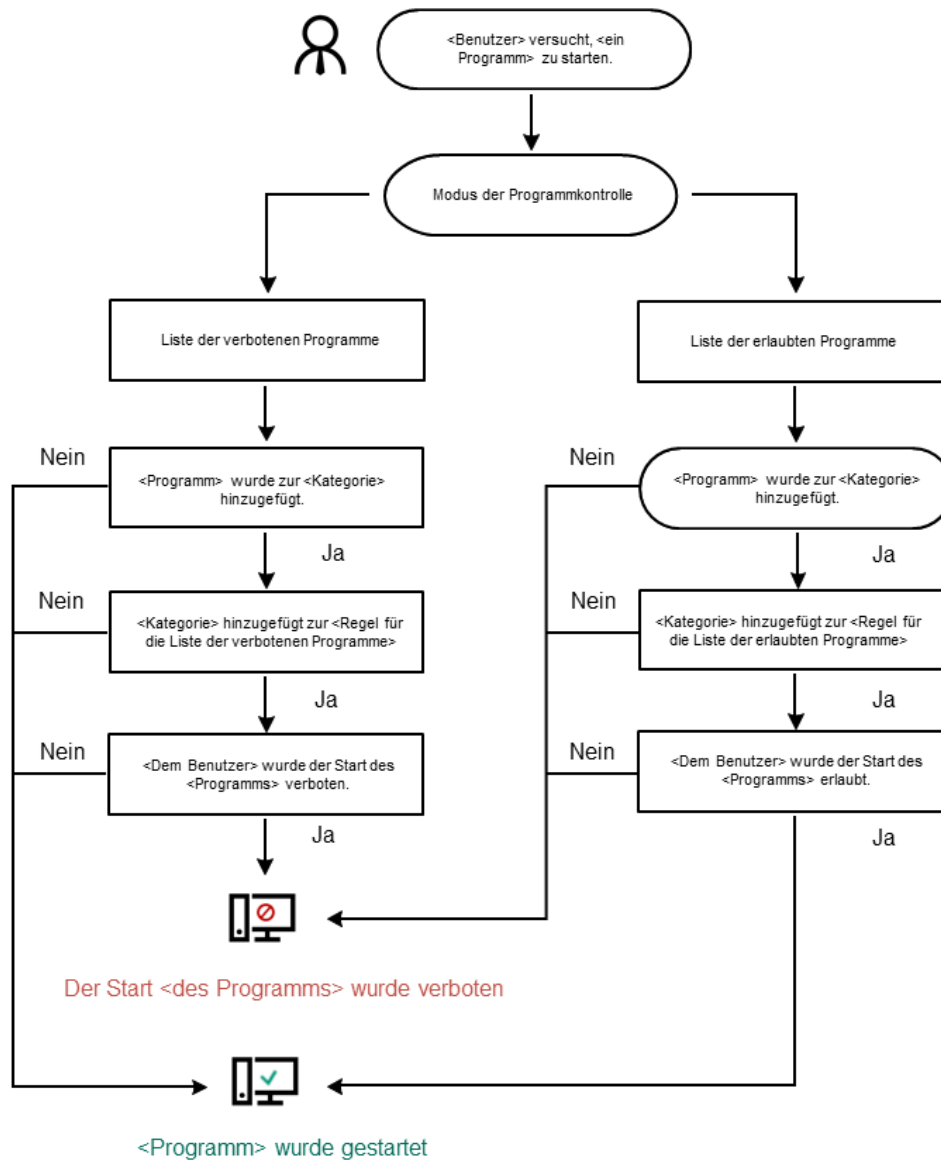 <Benutzer> versucht, <ein
Programm> zu starten.
Modus der Programmkontrolle
Liste der verbotenen Programme
Liste der erlaubten Programme
Nein
<Programm> wurde zur <Kategorie>
hinzugefügt.
Ja
Nein
<Programm> wurde zur <Kategorie>
hinzugefügt.
Ja
Nein
<Kategorie> hinzugefügt zur <Regel für
die Liste der verbotenen Programme>
Ja
Nein
<Kategorie> hinzugefügt zur <Regel für
die Liste der erlaubten Programme>
Ja
Nein
<Dem Benutzer> wurde der Start des
<Programms> verboten.
Ja
Nein
<Dem Benutzer> wurde der Start des
<Programms> erlaubt.
Ja
Der Start <des Programms> wurde verboten
<Programm> wurde gestartet